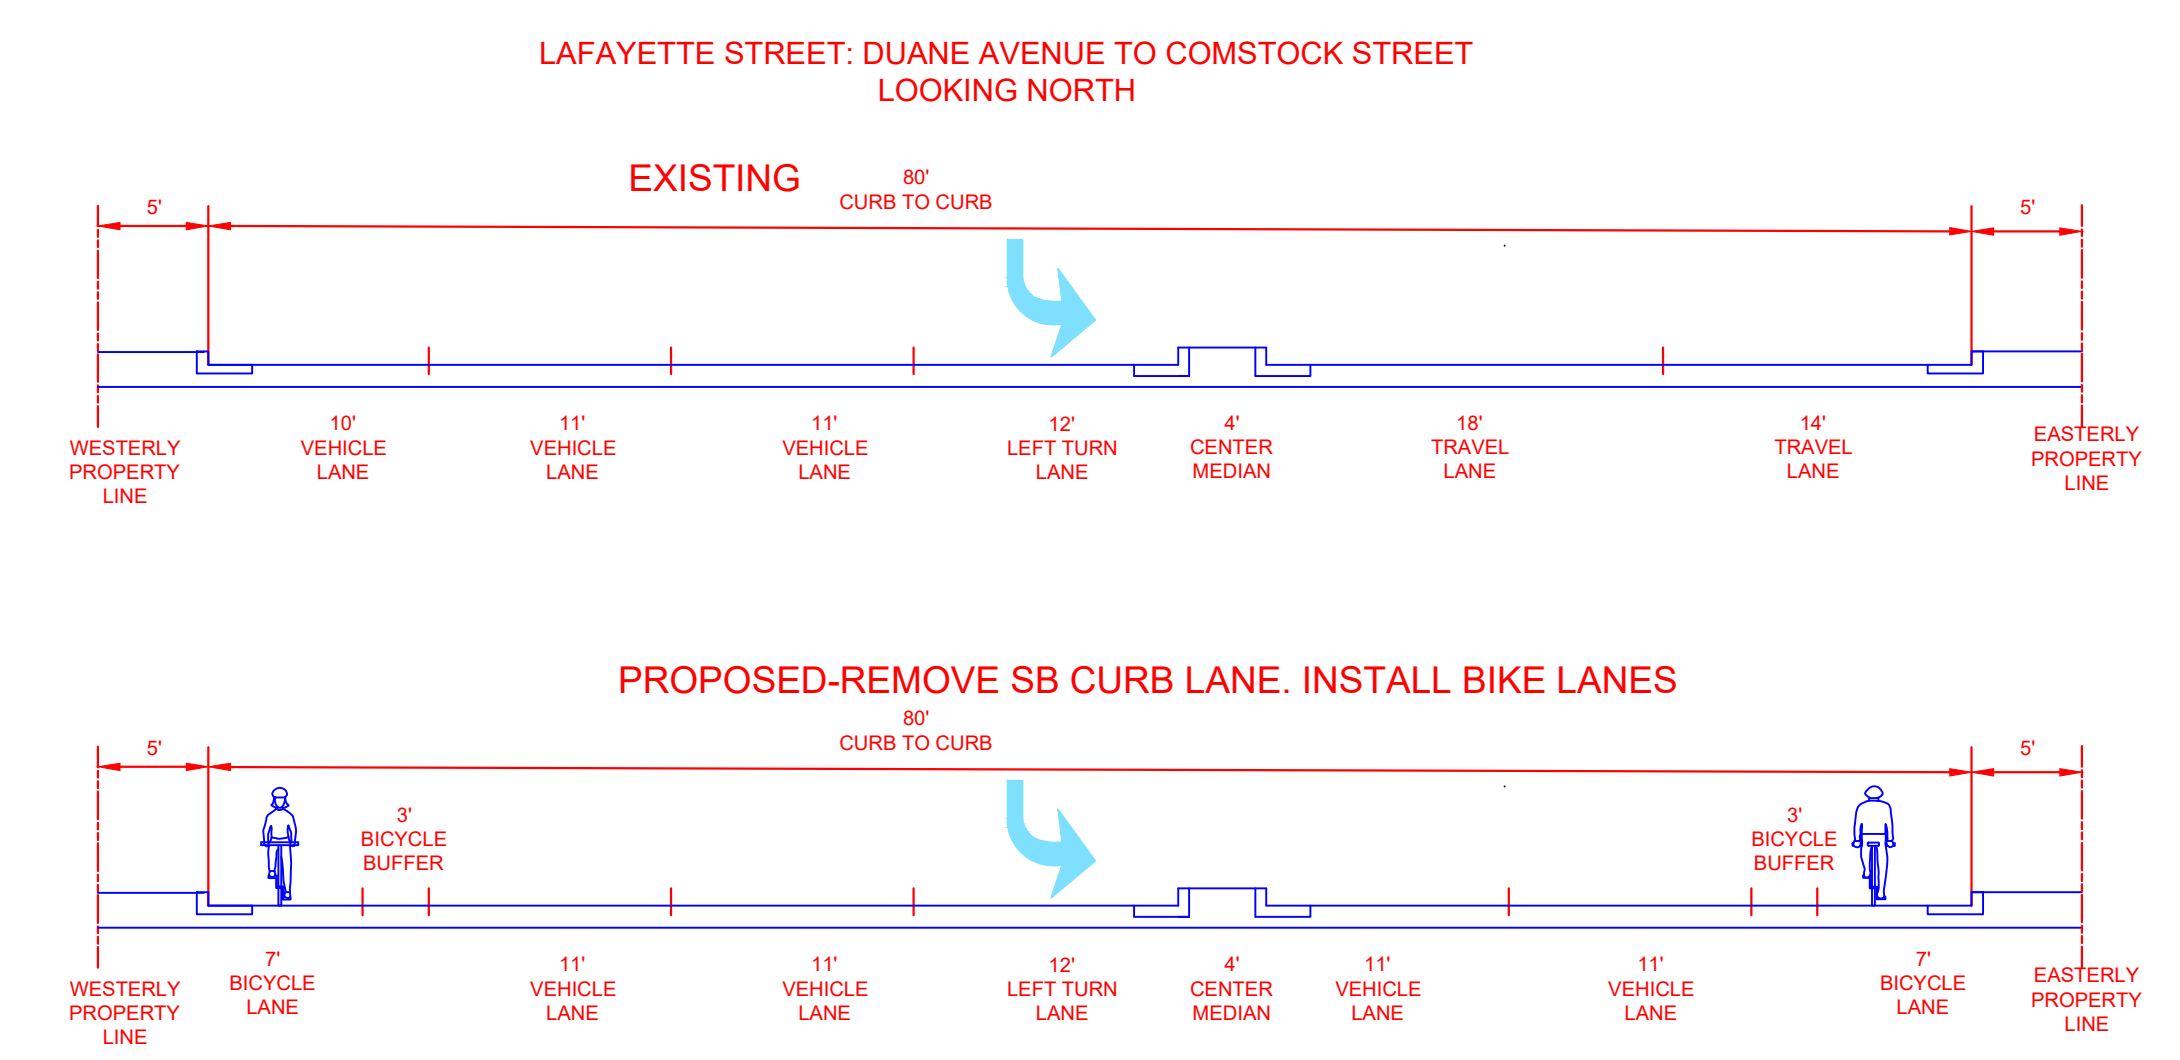 LAFAYETTE STREET: DUANE AVENUE TO COMSTOCK STREET
LOOKING NORTH
EXISTING
80'
CURB TO CURB
5'
5'
10'
VEHICLE
LANE
11'
VEHICLE
LANE
11'
VEHICLE
LANE
12'
LEFT TURN
LANE
4'
CENTER
MEDIAN
18'
TRAVEL
LANE
14'
TRAVEL
LANE
WESTERLY
PROPERTY
LINE
EASTERLY
PROPERTY
LINE
PROPOSED-REMOVE SB CURB LANE. INSTALL BIKE LANES
80'
CURB TO CURB
5'
5'
3'
BICYCLE
BUFFER
3'
BICYCLE
BUFFER
WESTERLY
PROPERTY
LINE
7'
BICYCLE
LANE
11'
VEHICLE
LANE
11'
VEHICLE
LANE
12'
LEFT TURN
LANE
4'
CENTER
MEDIAN
11'
VEHICLE
LANE
11'
VEHICLE
LANE
7'
BICYCLE
LANE
EASTERLY
PROPERTY
LINE